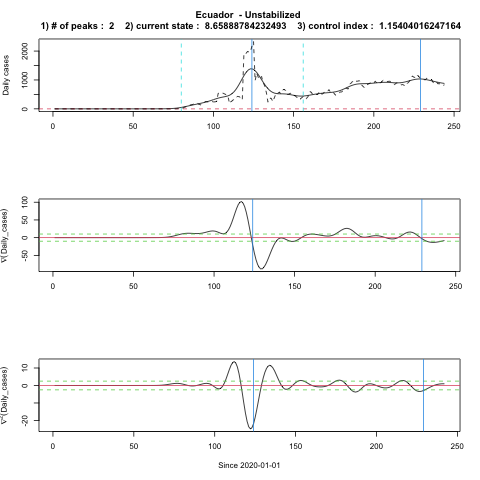 Ecuador - Unstabilized
1) # of peaks : 2 2) current state : 8.65888784232493 3) control index : 1.15404016247164
Daily cases
0 1000 2000
0 50 100 150 200 250
∇(Daily_cases)
-50 0 50 100
0 50 100 150 200 250
∇²(Daily_cases)
-20 0 10
0 50 100 150 200 250
Since 2020-01-01